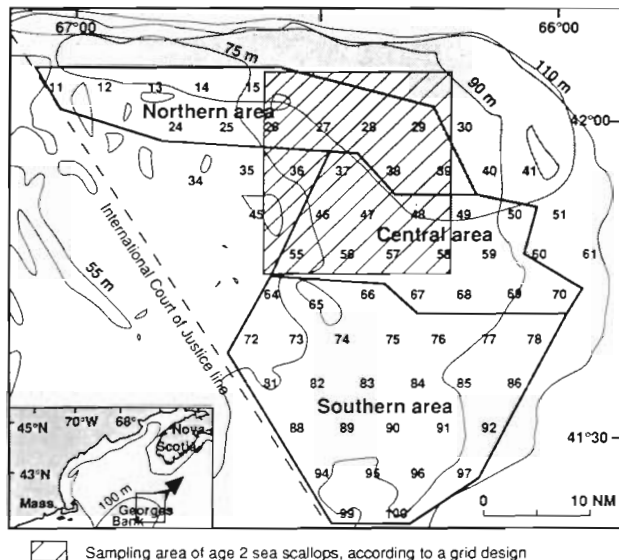 67°00' 66°00'
75 m 110 m
90 m
11 12 13 14 15
Northern area
24 25 26 27 28 29 30
42°00
34 35 36 37 38 39 40 41
45 46 47 48 49 50 51
Central area
55 56 57 58 59 60 61
International Court of Justice line
55 m
64 65 66 67 68 69 70
72 73 74 75 76 77 78
81 82 83 84 85 86
Southern area
88 89 90 91 92
41°30
94 95 96 97
99 100
70°W 68°
45°N
Nova
Scotia
43°N
Mass.
100 m
Georges
Bank
0 10 NM
Sampling area of age 2 sea scallops, according to a grid design